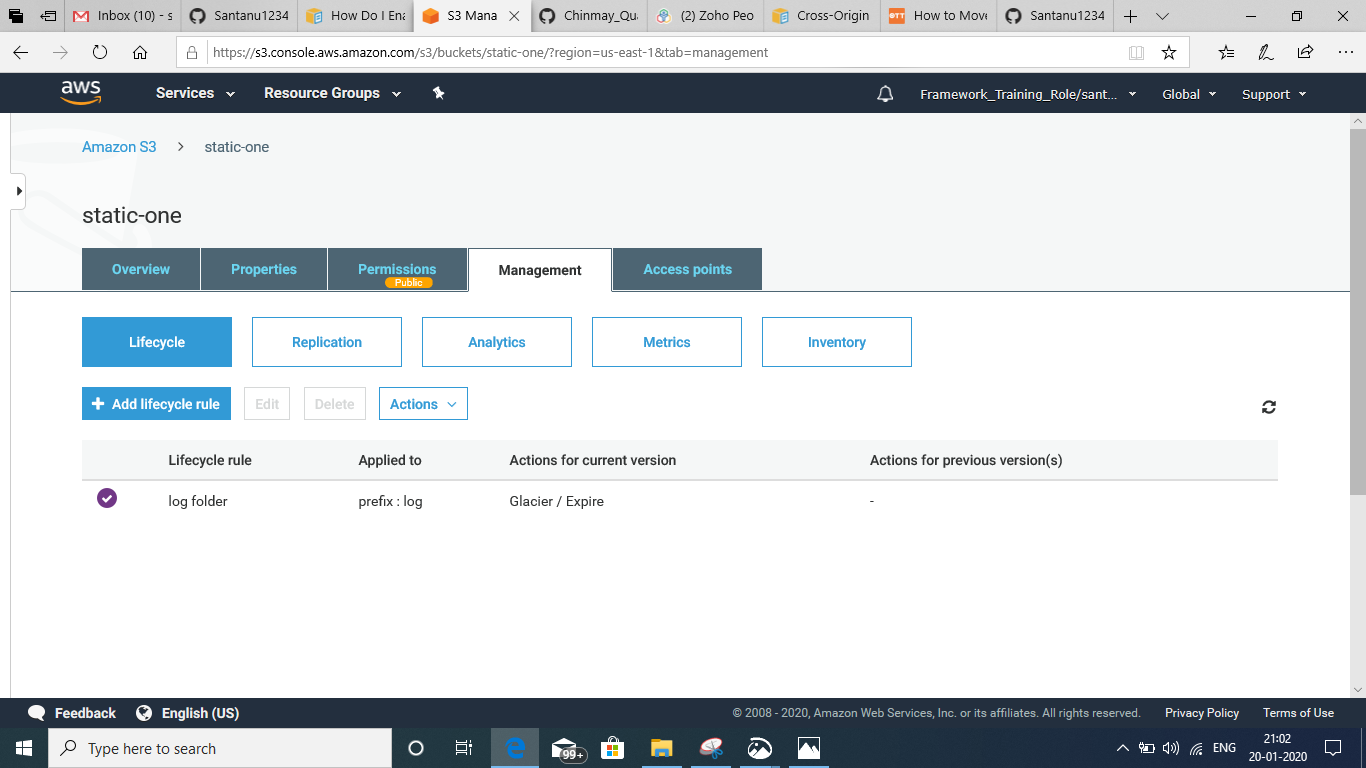 Inbox (10) - s
Santanu1234
How Do I Ena
S3 Mana
Chinmay_Qu
(2) Zoho Peo
Cross-Origin
How to Move
Santanu1234
https://s3.console.aws.amazon.com/s3/buckets/static-one/?region=us-east-1&tab=management
aws
Services
Resource Groups
Framework_Training_Role/sant...
Global
Support
Amazon S3 > static-one
static-one
Overview
Properties
Permissions
Public
Management
Access points
Lifecycle
Replication
Analytics
Metrics
Inventory
+ Add lifecycle rule
Edit
Delete
Actions
Lifecycle rule Applied to Actions for current version Actions for previous version(s)
log folder prefix : log Glacier / Expire -
Feedback
English (US)
© 2008 - 2020, Amazon Web Services, Inc. or its affiliates. All rights reserved.
Privacy Policy
Terms of Use
Type here to search
99+
ENG
21:02
20-01-2020